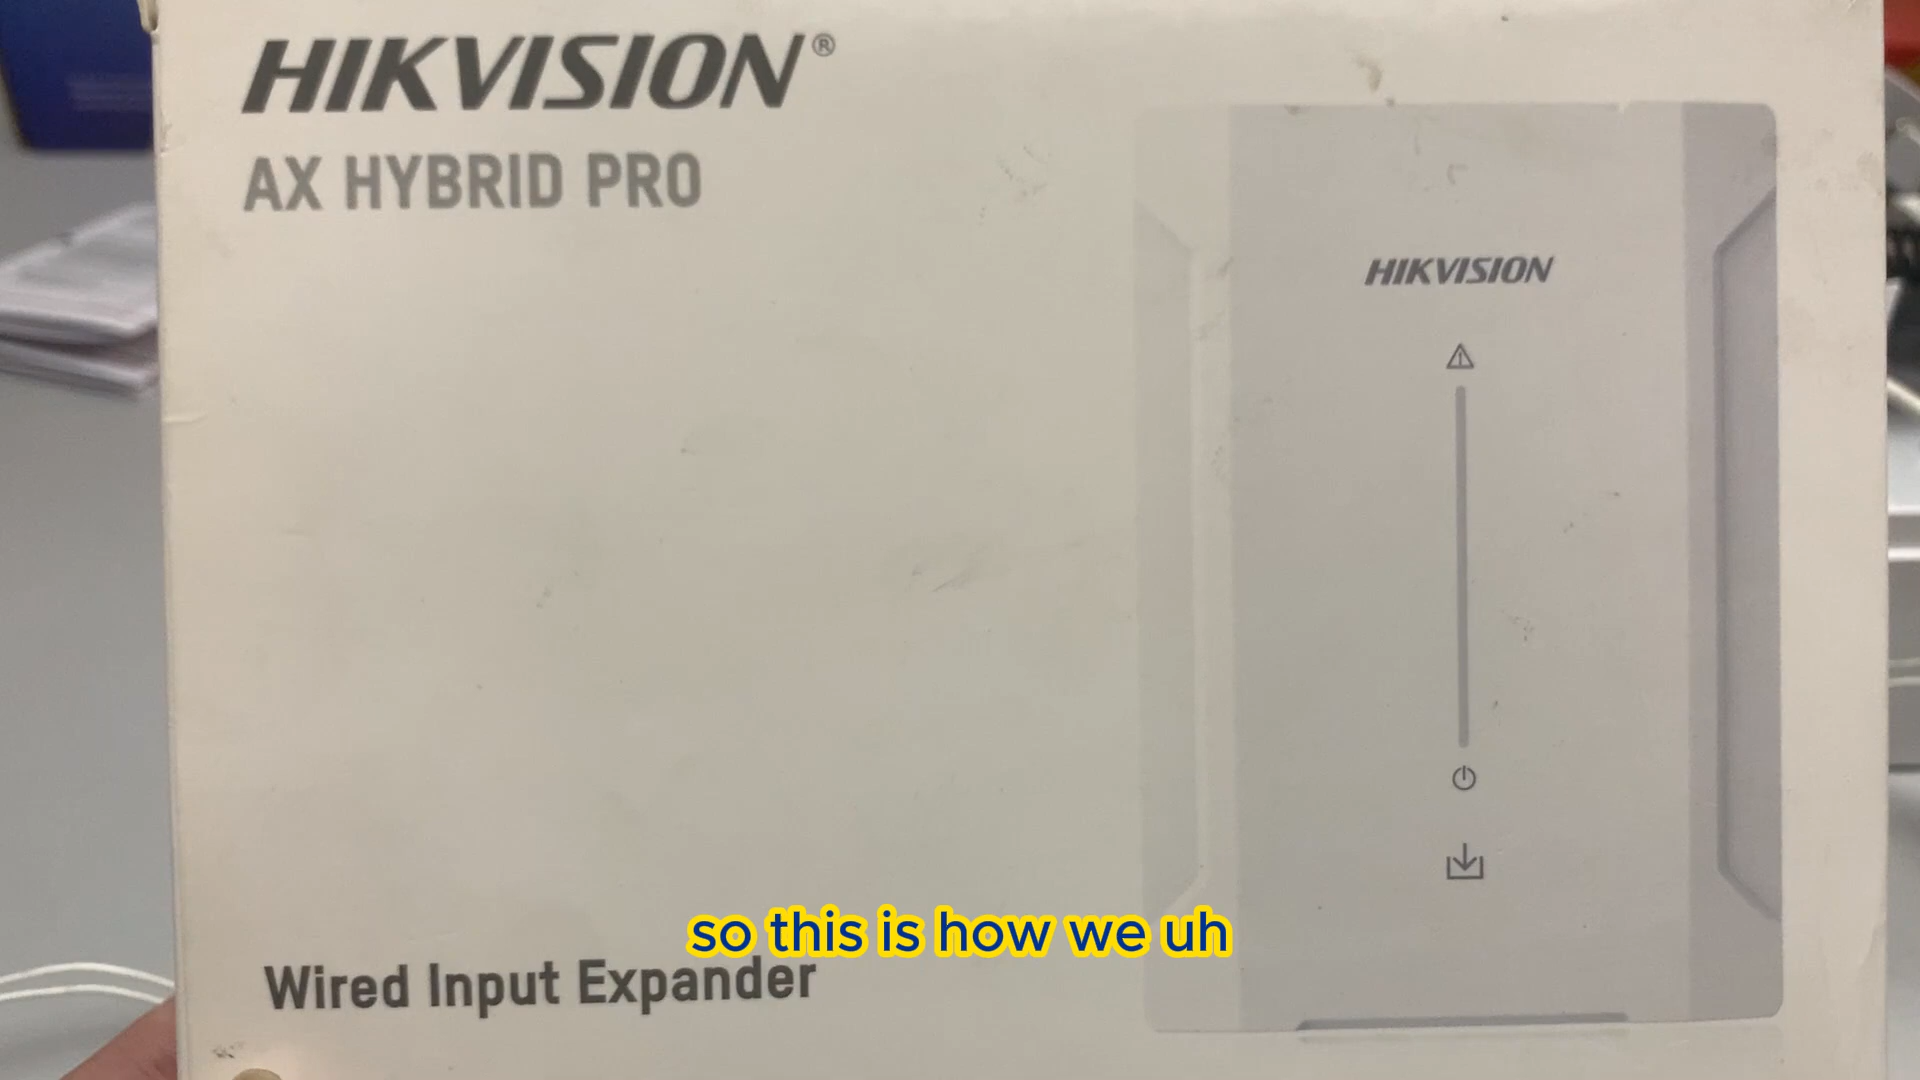 HIKVISION®
AX HYBRID PRO
HIKVISION
so this is how we uh
Wired Input Expander